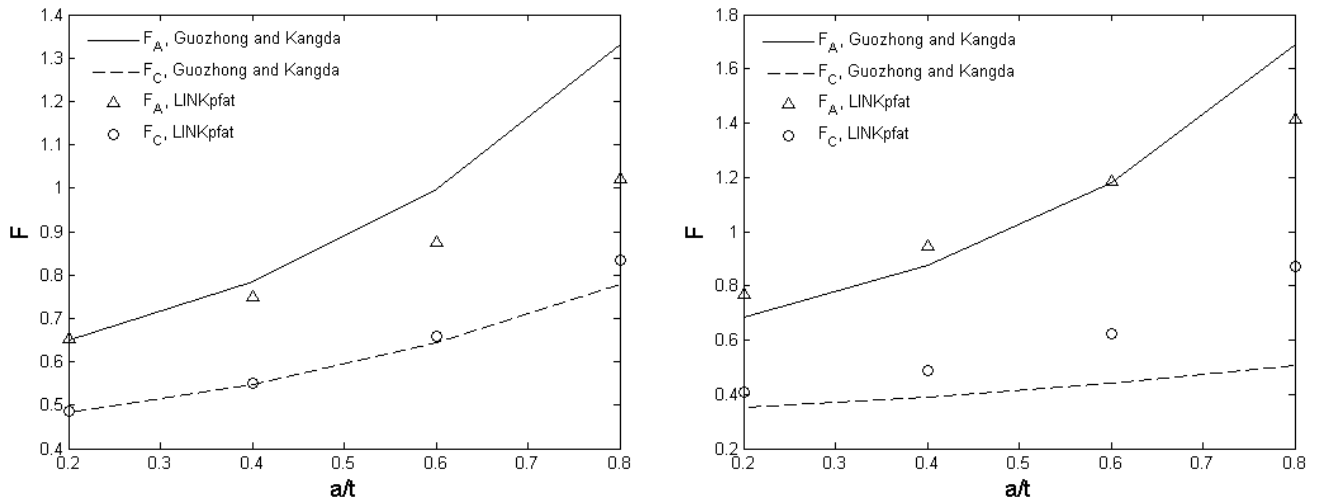 1.4
1.3
1.2
1.1
1
0.9
0.8
0.7
0.6
0.5
0.4
F
F_A, Guozhong and Kangda
F_C, Guozhong and Kangda
F_A, LINKpfat
F_C, LINKpfat
0.2 0.3 0.4 0.5 0.6 0.7 0.8
a/t
1.8
1.6
1.4
1.2
1
0.8
0.6
0.4
0.2
F
F_A, Guozhong and Kangda
F_C, Guozhong and Kangda
F_A, LINKpfat
F_C, LINKpfat
0.2 0.3 0.4 0.5 0.6 0.7 0.8
a/t